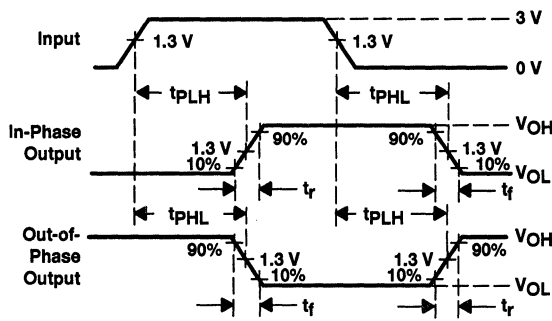 Input
1.3 V
1.3 V
3 V
0 V
tPLH
tPHL
In-Phase
Output
1.3 V
10%
90%
90%
1.3 V
10%
VOH
VOL
tr
tf
tPHL
tPLH
Out-of-
Phase
Output
90%
1.3 V
10%
1.3 V
10%
90%
VOH
VOL
tf
tr